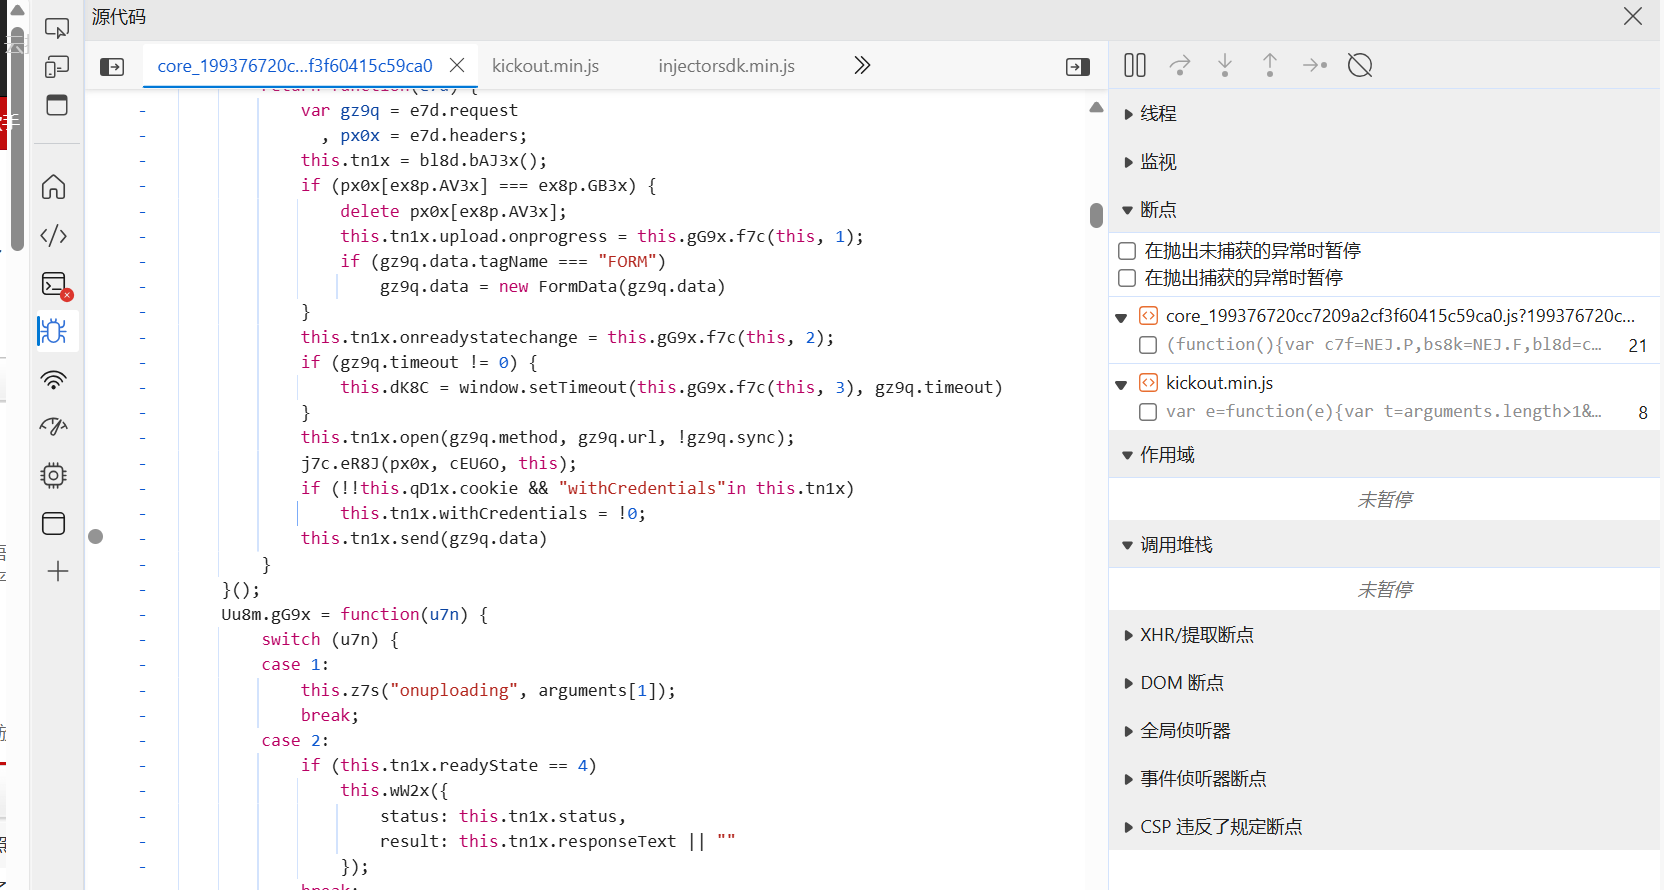 源代码
core_199376720c...f3f60415c59ca0
kickout.min.js
injectorsdk.min.js
var gz9q = e7d.request
, px0x = e7d.headers;
this.tn1x = bl8d.bAJ3x();
if (px0x[ex8p.AV3x] === ex8p.GB3x) {
delete px0x[ex8p.AV3x];
this.tn1x.upload.onprogress = this.gG9x.f7c(this, 1);
if (gz9q.data.tagName === "FORM")
gz9q.data = new FormData(gz9q.data)
}
this.tn1x.onreadystatechange = this.gG9x.f7c(this, 2);
if (gz9q.timeout != 0) {
this.dK8C = window.setTimeout(this.gG9x.f7c(this, 3), gz9q.timeout)
}
this.tn1x.open(gz9q.method, gz9q.url, !gz9q.sync);
j7c.eR8J(px0x, cEU6O, this);
if (!!this.qD1x.cookie && "withCredentials"in this.tn1x)
this.tn1x.withCredentials = !0;
this.tn1x.send(gz9q.data)
}
}();
Uu8m.gG9x = function(u7n) {
switch (u7n) {
case 1:
this.z7s("onuploading", arguments[1]);
break;
case 2:
if (this.tn1x.readyState == 4)
this.wW2x({
status: this.tn1x.status,
result: this.tn1x.responseText || ""
});
线程
监视
断点
在抛出未捕获的异常时暂停
在抛出捕获的异常时暂停
core_199376720cc7209a2cf3f60415c59ca0.js?199376720c...
(function(){var c7f=NEJ.P,bs8k=NEJ.F,bl8d=c... 21
kickout.min.js
var e=function(e){var t=arguments.length>1&... 8
作用域
未暂停
调用堆栈
未暂停
XHR/提取断点
DOM 断点
全局侦听器
事件侦听器断点
CSP 违反了规定断点